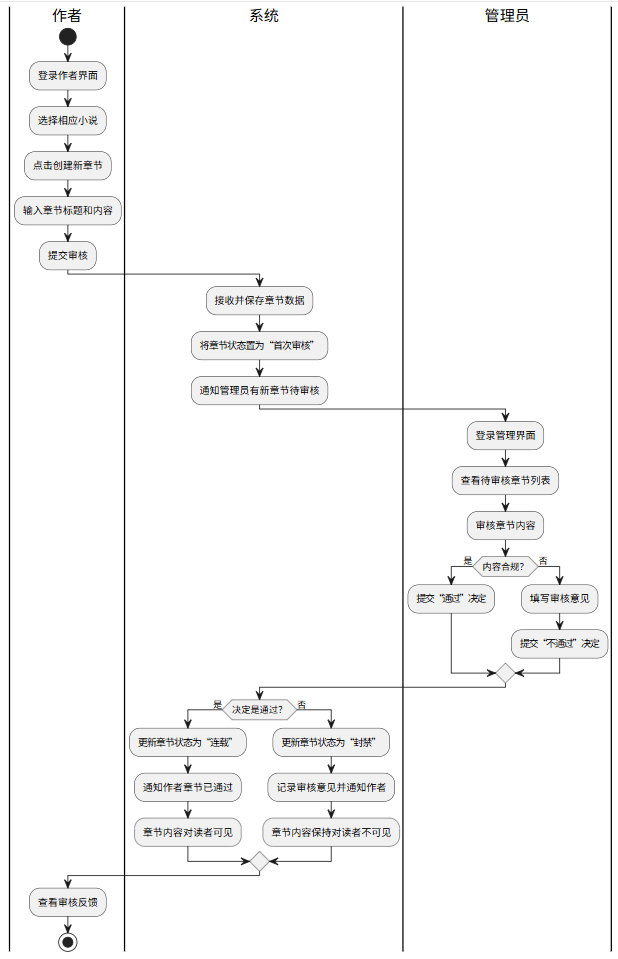 作者
系统
管理员
登录作者界面
选择相应小说
点击创建新章节
输入章节标题和内容
提交审核
接收并保存章节数据
将章节状态置为“首次审核”
通知管理员有新章节待审核
登录管理界面
查看待审核章节列表
审核章节内容
是
内容合规？
否
提交“通过”决定
填写审核意见
提交“不通过”决定
是
决定是通过？
否
更新章节状态为“连载”
更新章节状态为“封禁”
通知作者章节已通过
记录审核意见并通知作者
章节内容对读者可见
章节内容保持对读者不可见
查看审核反馈